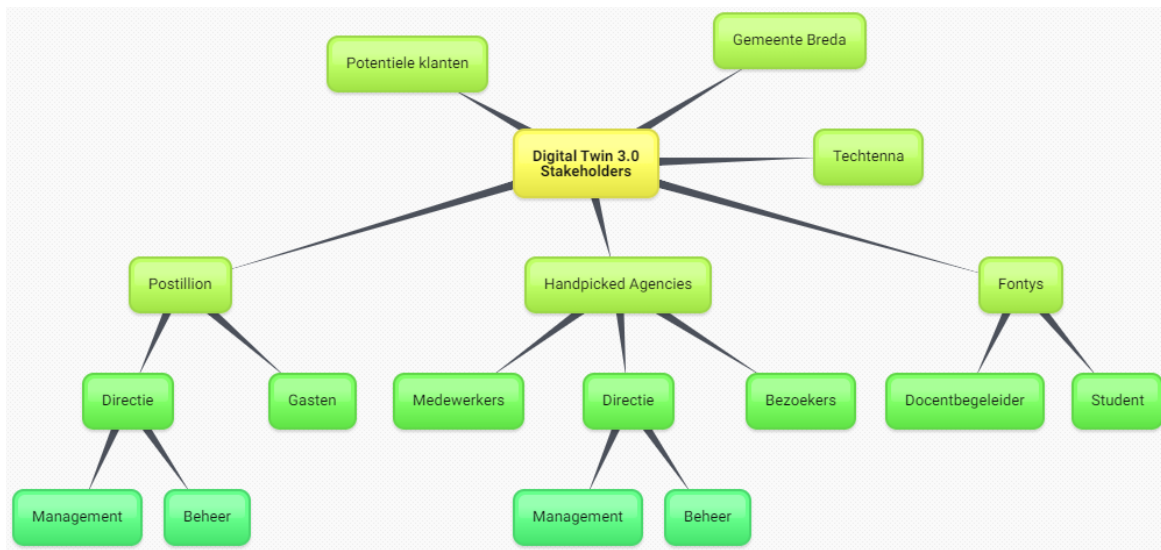 Gemeente Breda
Potentiele klanten
Digital Twin 3.0
Stakeholders
Techtenna
Postillion
Handpicked Agencies
Fontys
Directie
Gasten
Medewerkers
Directie
Bezoekers
Docentbegeleider
Student
Management
Beheer
Management
Beheer